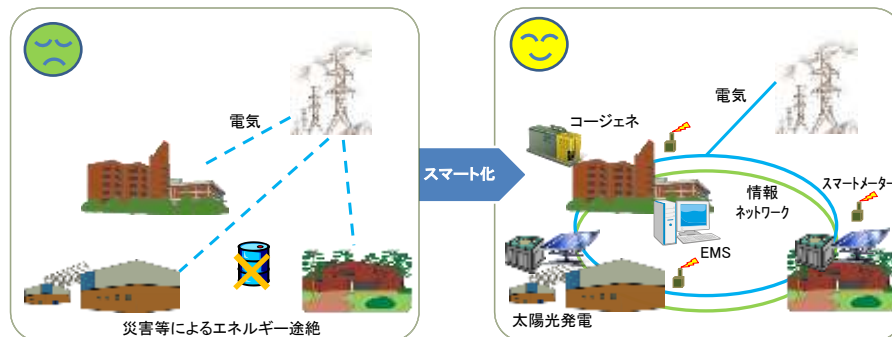 電気
災害等によるエネルギー途絶
スマート化
電気
コージェネ
スマートメーター
情報
ネットワーク
EMS
太陽光発電